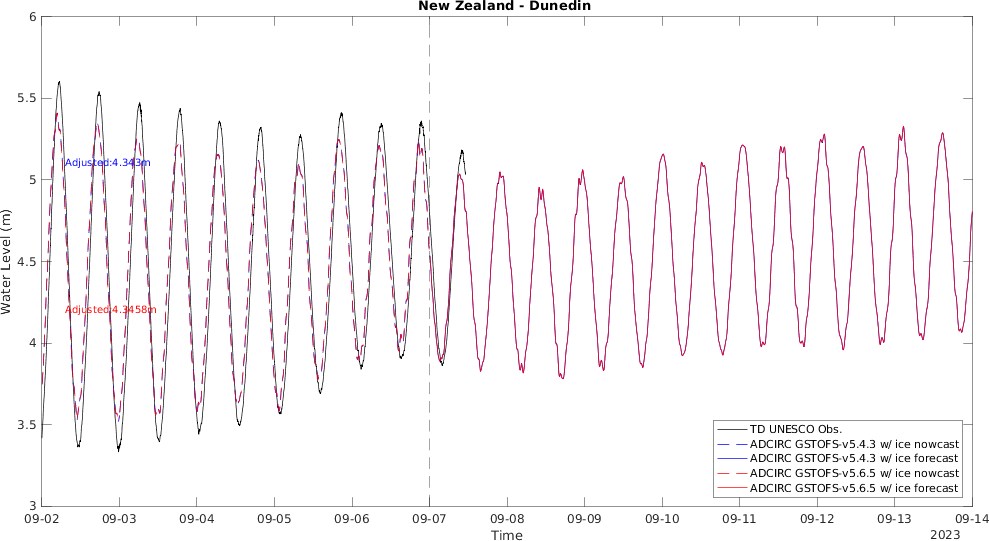 New Zealand - Dunedin
6
5.5
5
4.5
4
3.5
3
Water Level (m)
Adjusted:4.343m
Adjusted:4.3458m
TD UNESCO Obs.
ADCIRC GSTOFS-v5.4.3 w/ ice nowcast
ADCIRC GSTOFS-v5.4.3 w/ ice forecast
ADCIRC GSTOFS-v5.6.5 w/ ice nowcast
ADCIRC GSTOFS-v5.6.5 w/ ice forecast
09-02 09-03 09-04 09-05 09-06 09-07 09-08 09-09 09-10 09-11 09-12 09-13 09-14
Time
2023